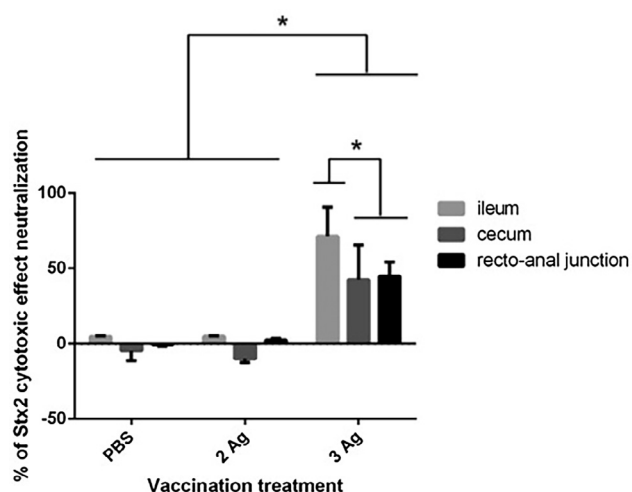 *
*
% of Stx2 cytotoxic effect neutralization
100
50
0
-50
ileum
cecum
recto-anal junction
PBS
2 Ag
3 Ag
Vaccination treatment